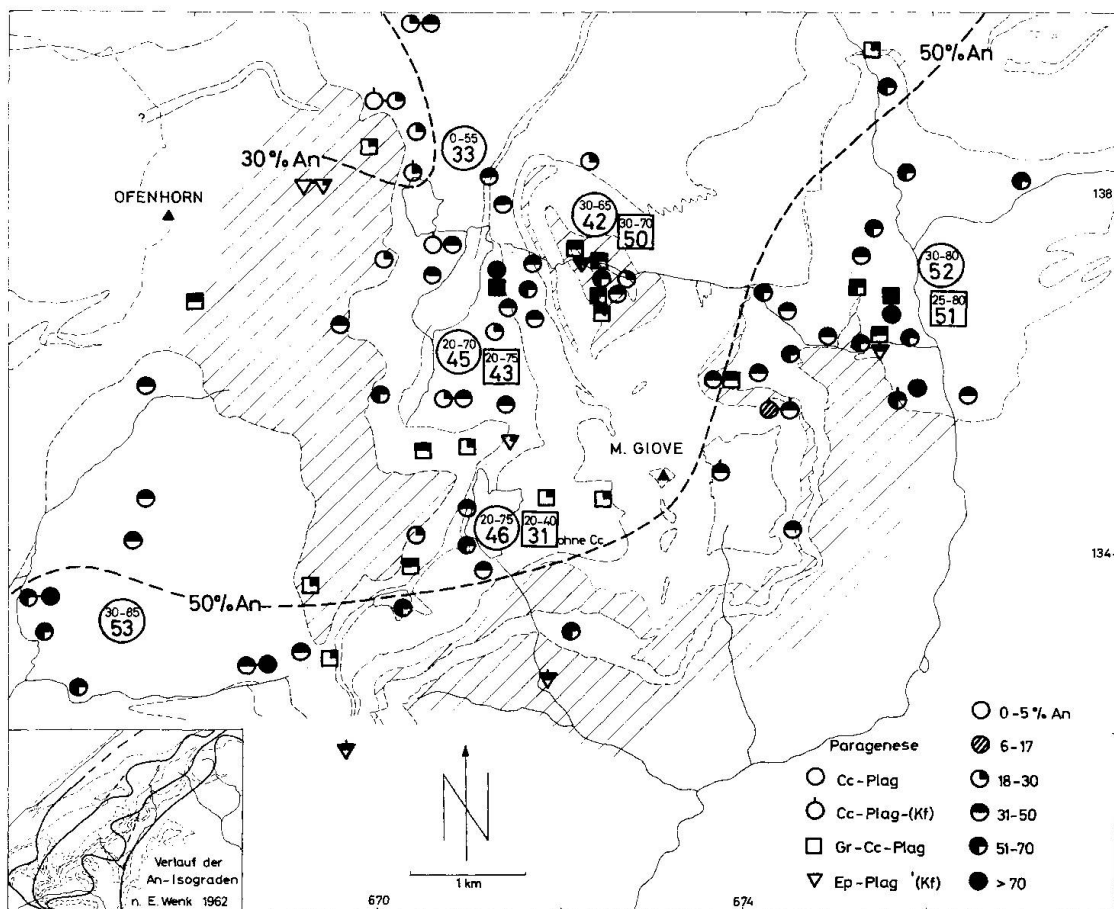 50% An
30% An
0-55
33
OFENHORN
138
30-65
42
30-70
50
30-80
52
25-80
51
20-70
45
20-75
43
M. GIOVE
20-75
46
20-40
31
ohne Cc
134
50% An
30-85
53
0-5% An
Paragenese
6-17
Cc-Plag
18-30
Cc-Plag-(Kf)
31-50
Gr-Cc-Plag
51-70
Ep-Plag '(Kf)
>70
N
1 km
Verlauf der
An-Isograden
n. E. Wenk 1962
670
674